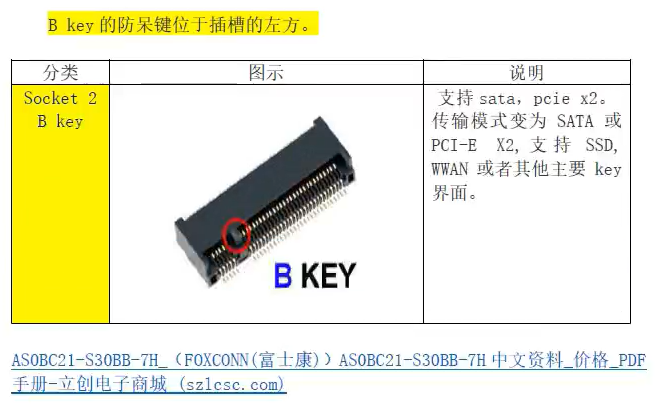 B key 的防呆键位于插槽的左方。
分类 图示 说明
Socket 2
B key
支持 sata，pcie x2。
传输模式变为 SATA 或
PCI-E X2, 支持 SSD,
WWAN 或者其他主要 key
界面。
B KEY
AS0BC21-S30BB-7H_（FOXCONN(富士康)）AS0BC21-S30BB-7H 中文资料_价格_PDF
手册-立创电子商城 (szlcsc.com)